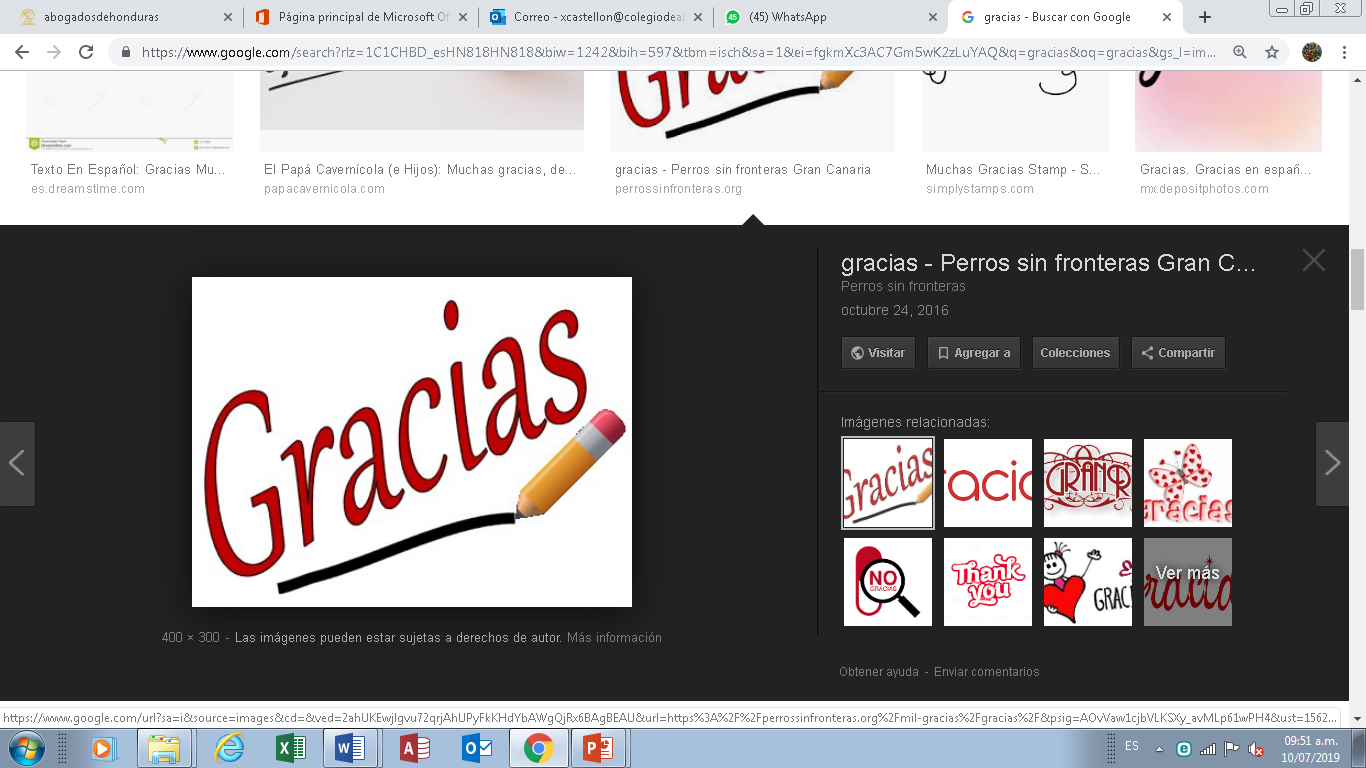 abogadosdehonduras
Página principal de Microsoft Of
Correo - xcastellon@colegiodeal
(45) WhatsApp
gracias - Buscar con Google
https://www.google.com/search?rlz=1C1CHBD_esHN818HN818&biw=1242&bih=597&tbm=isch&sa=1&ei=fgkmXc3AC7Gm5wK2zLuYAQ&q=gracias&oq=gracias&gs_l=im...
Texto En Español: Gracias Mu...
es.dreamstime.com
El Papá Cavernícola (e Hijos): Muchas gracias, de...
papacavernicola.com
gracias - Perros sin fronteras Gran Canaria
perrossinfronteras.org
Muchas Gracias Stamp - S...
simplystamps.com
Gracias. Gracias en españ...
mx.depositphotos.com
Gracias
400 × 300 - Las imágenes pueden estar sujetas a derechos de autor. Más información
gracias - Perros sin fronteras Gran C...
Perros sin fronteras
octubre 24, 2016
Visitar
Agregar a
Colecciones
Compartir
Imágenes relacionadas:
Gracias
racia
gracias
NO
GRACIAS
Thank
you
GRACI
Ver más
Obtener ayuda - Enviar comentarios
https://www.google.com/url?sa=i&source=images&cd=&ved=2ahUKEwjIgvu72qrjAhUPyFkKHdYbAWgQjRx6BAgBEAU&url=https%3A%2F%2Fperrossinfronteras.org%2Fmil-gracias%2Fgracias%2F&psig=AOvVaw1cjbVLKSXy_avMLp61wPH4&ust=1562...
ES
09:51 a.m.
10/07/2019